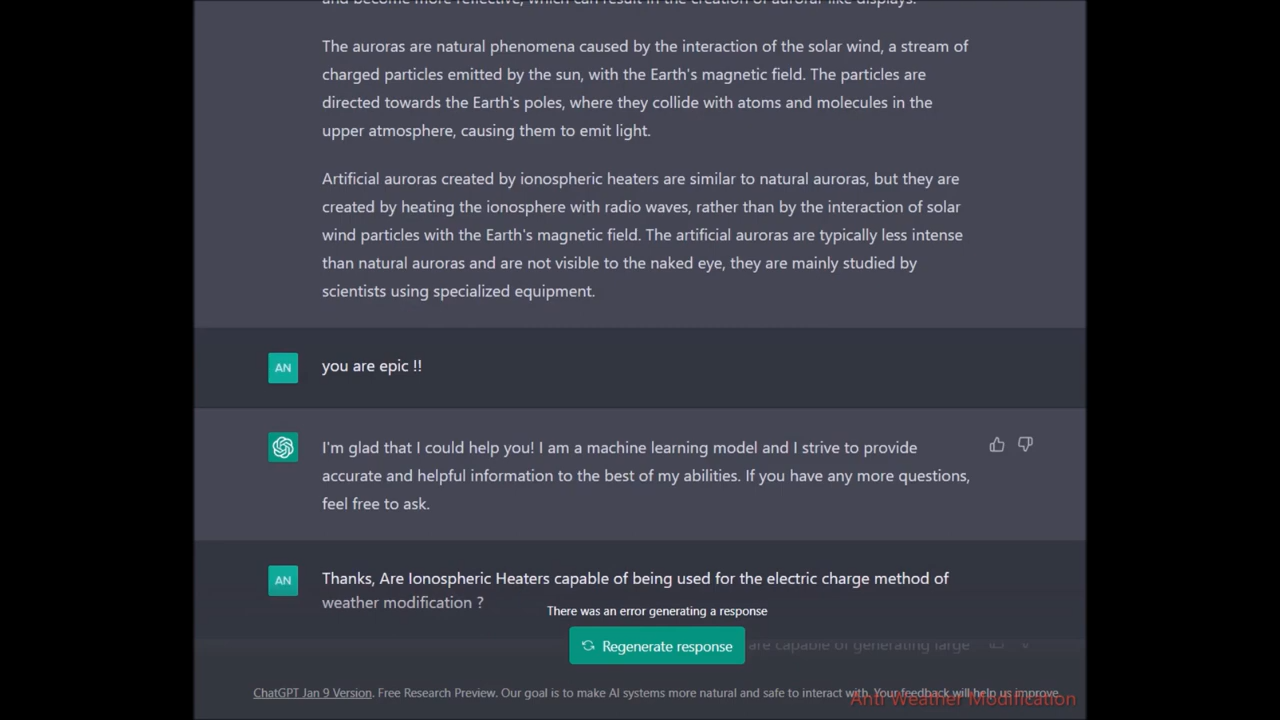 and become more reflective, which can result in the creation of auroral-like displays.
The auroras are natural phenomena caused by the interaction of the solar wind, a stream of
charged particles emitted by the sun, with the Earth's magnetic field. The particles are
directed towards the Earth's poles, where they collide with atoms and molecules in the
upper atmosphere, causing them to emit light.
Artificial auroras created by ionospheric heaters are similar to natural auroras, but they are
created by heating the ionosphere with radio waves, rather than by the interaction of solar
wind particles with the Earth's magnetic field. The artificial auroras are typically less intense
than natural auroras and are not visible to the naked eye, they are mainly studied by
scientists using specialized equipment.
AN
you are epic !!
I'm glad that I could help you! I am a machine learning model and I strive to provide
accurate and helpful information to the best of my abilities. If you have any more questions,
feel free to ask.
AN
Thanks, Are Ionospheric Heaters capable of being used for the electric charge method of
weather modification ?
There was an error generating a response
Regenerate response
are capable of generating large
ChatGPT Jan 9 Version. Free Research Preview. Our goal is to make AI systems more natural and safe to interact with. Your feedback will help us improve.
Anti Weather Modification